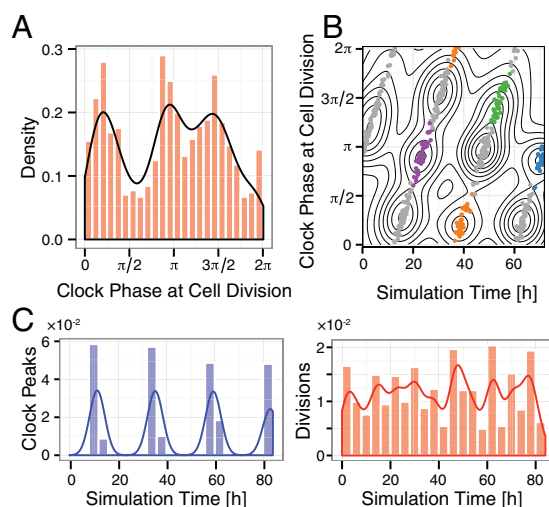 A
Density
0.3
0.2
0.1
0.0
0 π/2 π 3π/2 2π
Clock Phase at Cell Division
B
Clock Phase at Cell Division
2π
3π/2
π
π/2
0
0 20 40 60
Simulation Time [h]
C
×10⁻²
Clock Peaks
6
4
2
0
0 20 40 60 80
Simulation Time [h]
×10⁻²
Divisions
2
1
0
0 20 40 60 80
Simulation Time [h]